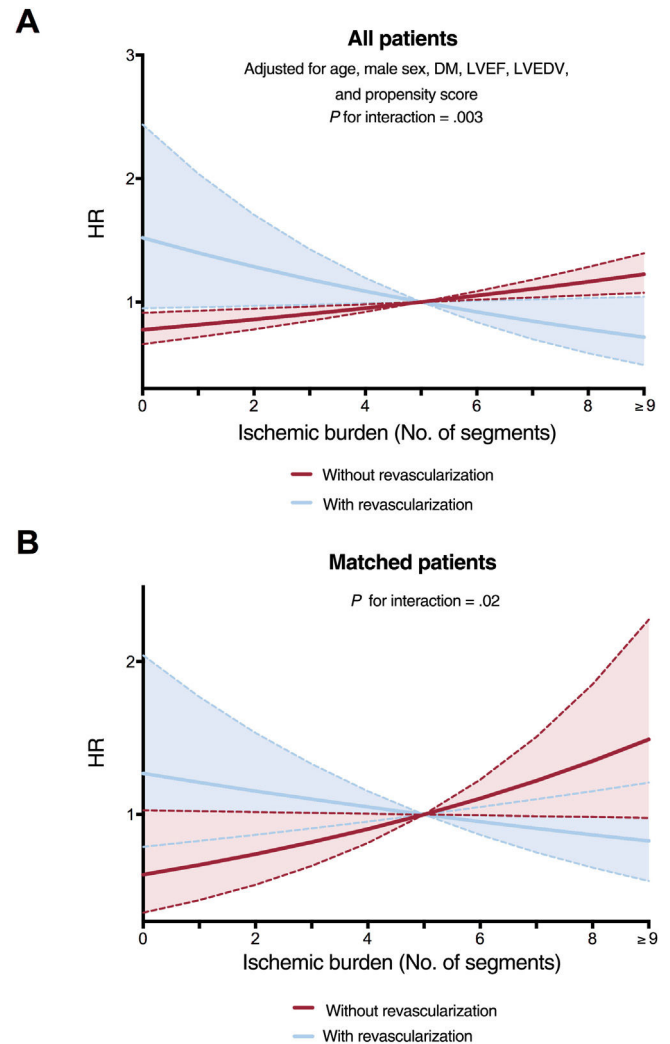 A
All patients
Adjusted for age, male sex, DM, LVEF, LVEDV,
and propensity score
P for interaction = .003
3
2
1
HR
0 2 4 6 8 ≥ 9
Ischemic burden (No. of segments)
Without revascularization
With revascularization
B
Matched patients
P for interaction = .02
2
1
HR
0 2 4 6 8 ≥ 9
Ischemic burden (No. of segments)
Without revascularization
With revascularization